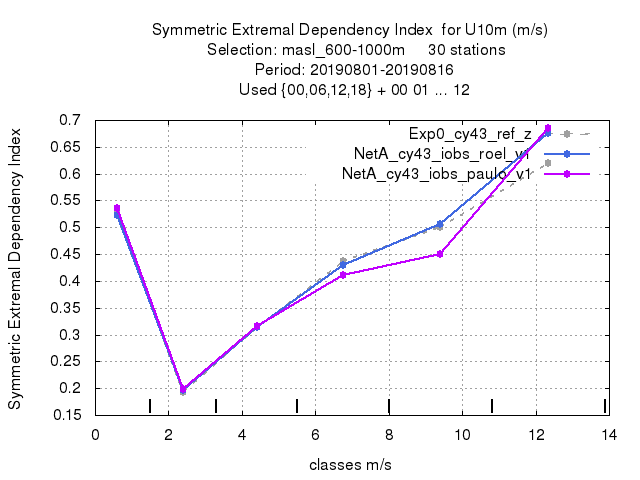 Symmetric Extremal Dependency Index for U10m (m/s)
Selection: masl_600-1000m 30 stations
Period: 20190801-20190816
Used {00,06,12,18} + 00 01 ... 12
Symmetric Extremal Dependency Index
0.7
0.65
0.6
0.55
0.5
0.45
0.4
0.35
0.3
0.25
0.2
0.15
Exp0_cy43_ref_z
NetA_cy43_iobs_roel_v1
NetA_cy43_iobs_paulo_v1
0 2 4 6 8 10 12 14
classes m/s